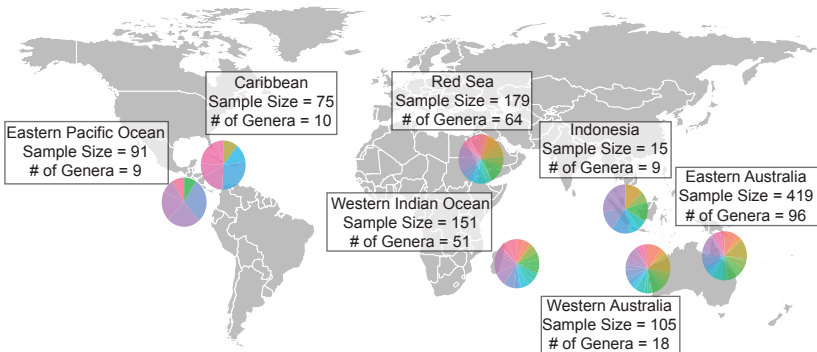 Caribbean
Sample Size = 75
# of Genera = 10
Red Sea
Sample Size = 179
# of Genera = 64
Eastern Pacific Ocean
Sample Size = 91
# of Genera = 9
Indonesia
Sample Size = 15
# of Genera = 9
Eastern Australia
Sample Size = 419
# of Genera = 96
Western Indian Ocean
Sample Size = 151
# of Genera = 51
Western Australia
Sample Size = 105
# of Genera = 18